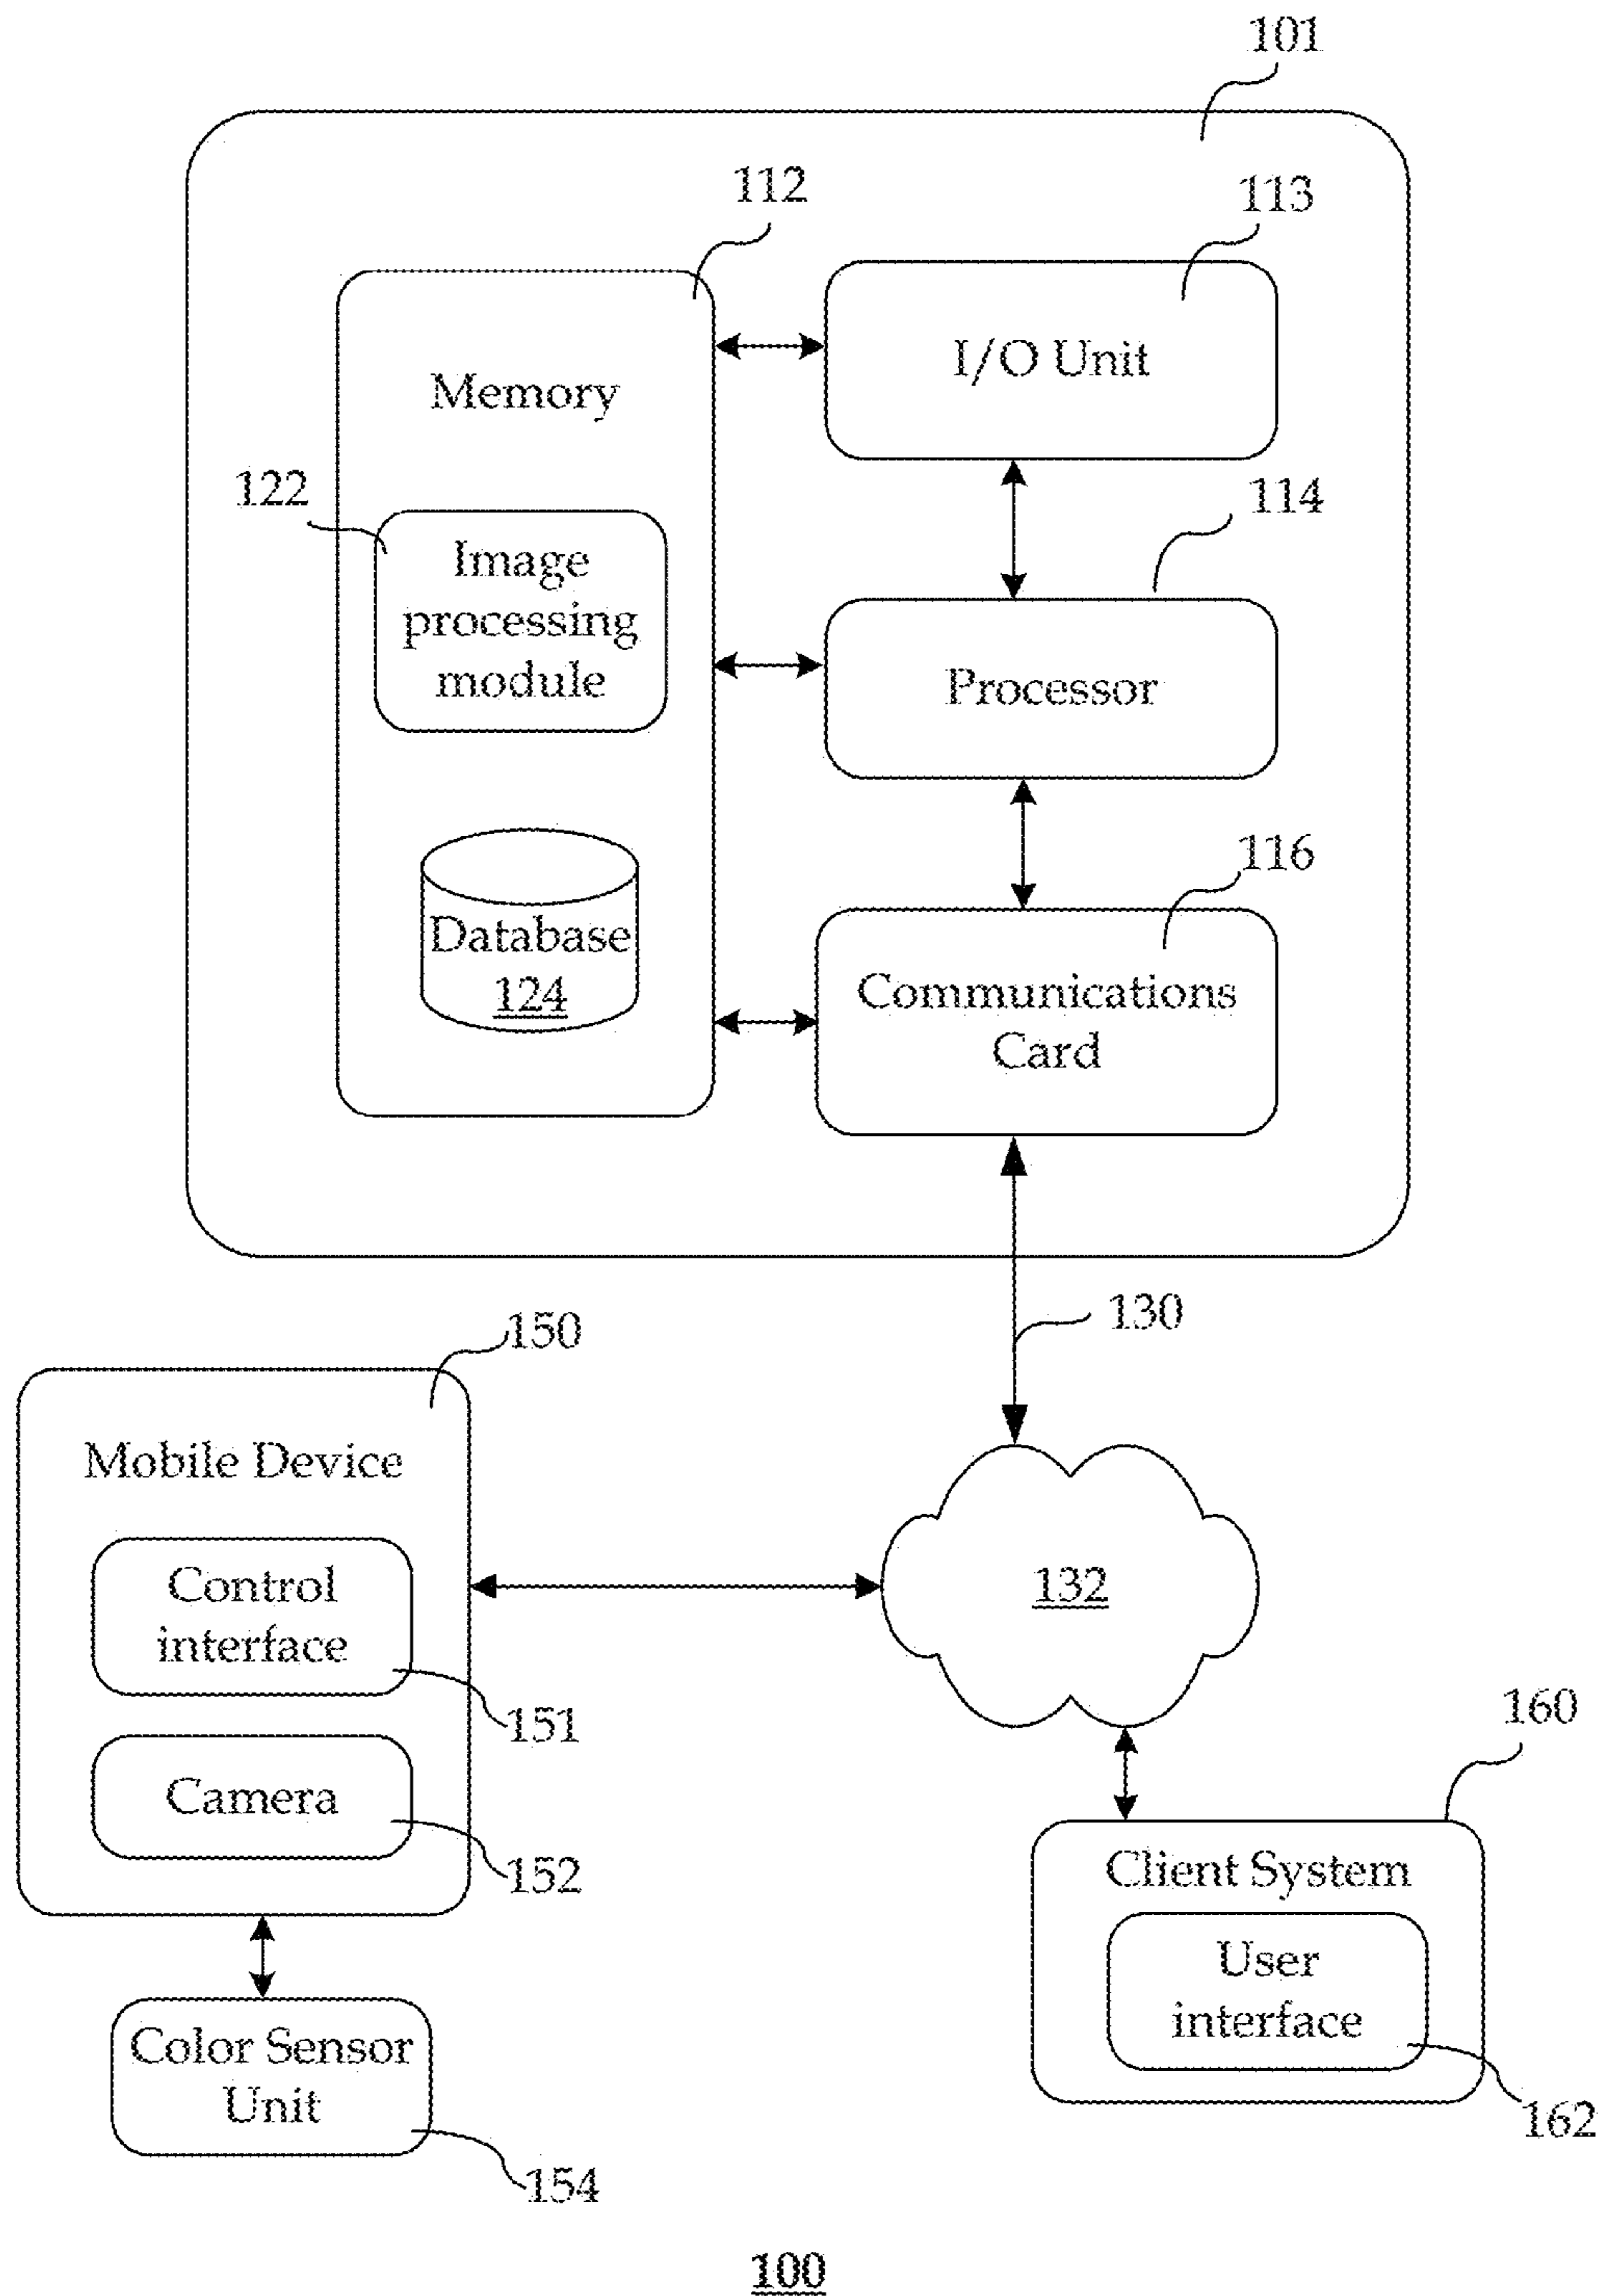 101
112
113
Memory
I/O Unit
122
114
Image
processing
module
Processor
116
Database
124
Communications
Card
130
150
Mobile Device
Control
interface
132
151
160
Camera
152
Client System
User
interface
Color Sensor
Unit
162
154
100